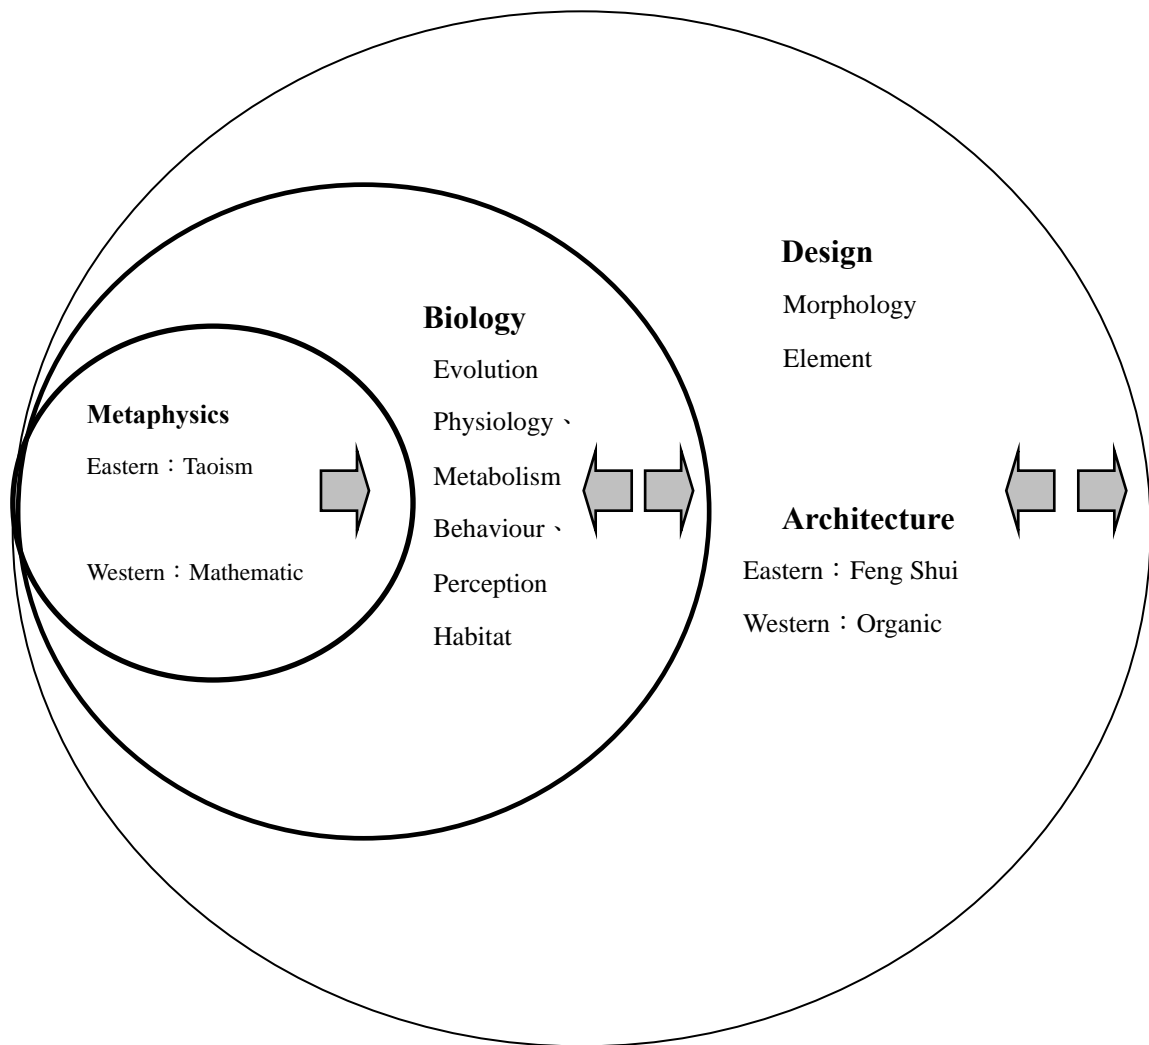 Metaphysics
Eastern：Taoism
Western：Mathematic
Biology
Evolution
Physiology、
Metabolism
Behaviour、
Perception
Habitat
Design
Morphology
Element
Architecture
Eastern：Feng Shui
Western：Organic